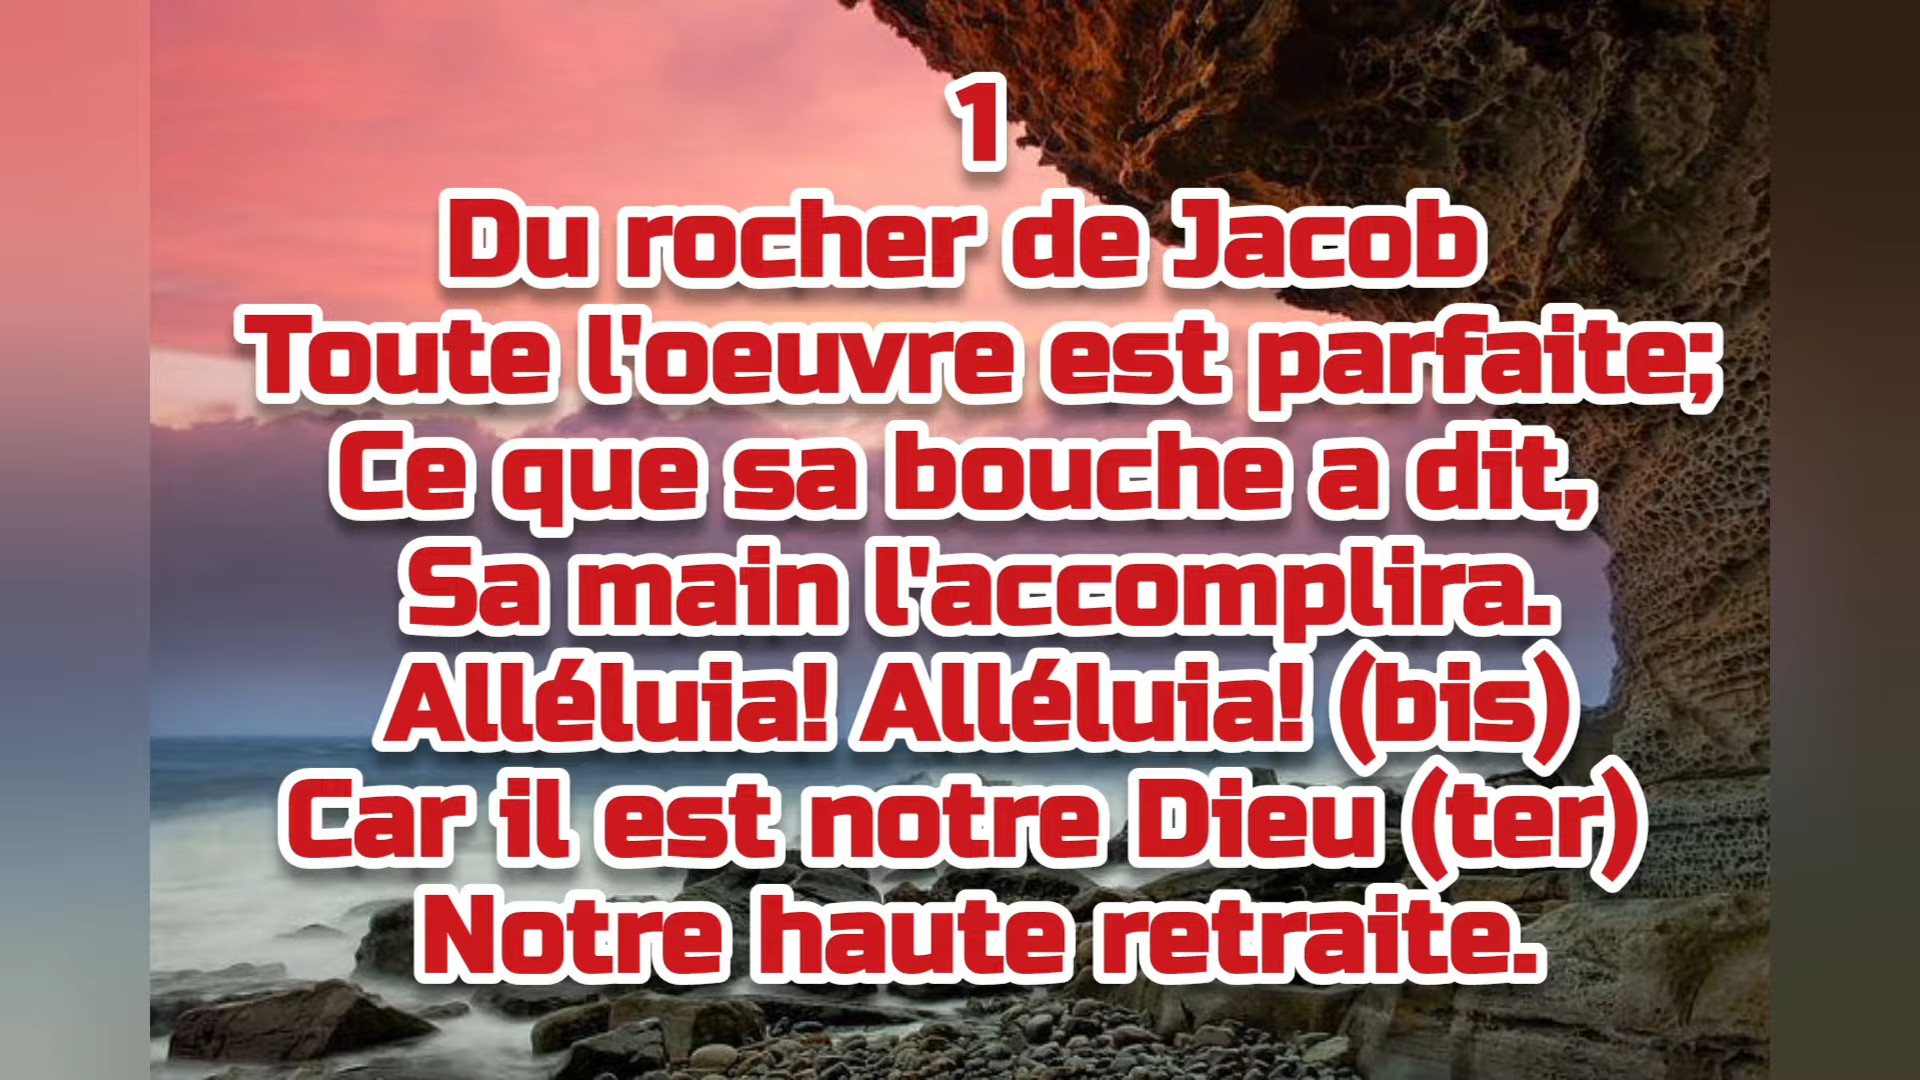 1
Du rocher de Jacob
Toute l'oeuvre est parfaite;
Ce que sa bouche a dit,
Sa main l'accomplira.
Alléluia! Alléluia! (bis)
Car il est notre Dieu (ter)
Notre haute retraite.